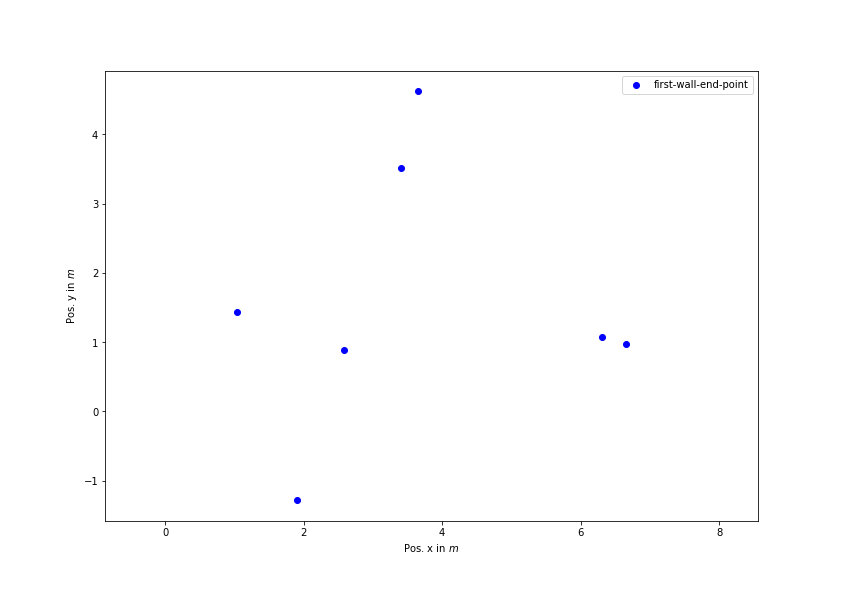 first-wall-end-point
4
3
2
1
0
−1
Pos. y in m
0 2 4 6 8
Pos. x in m